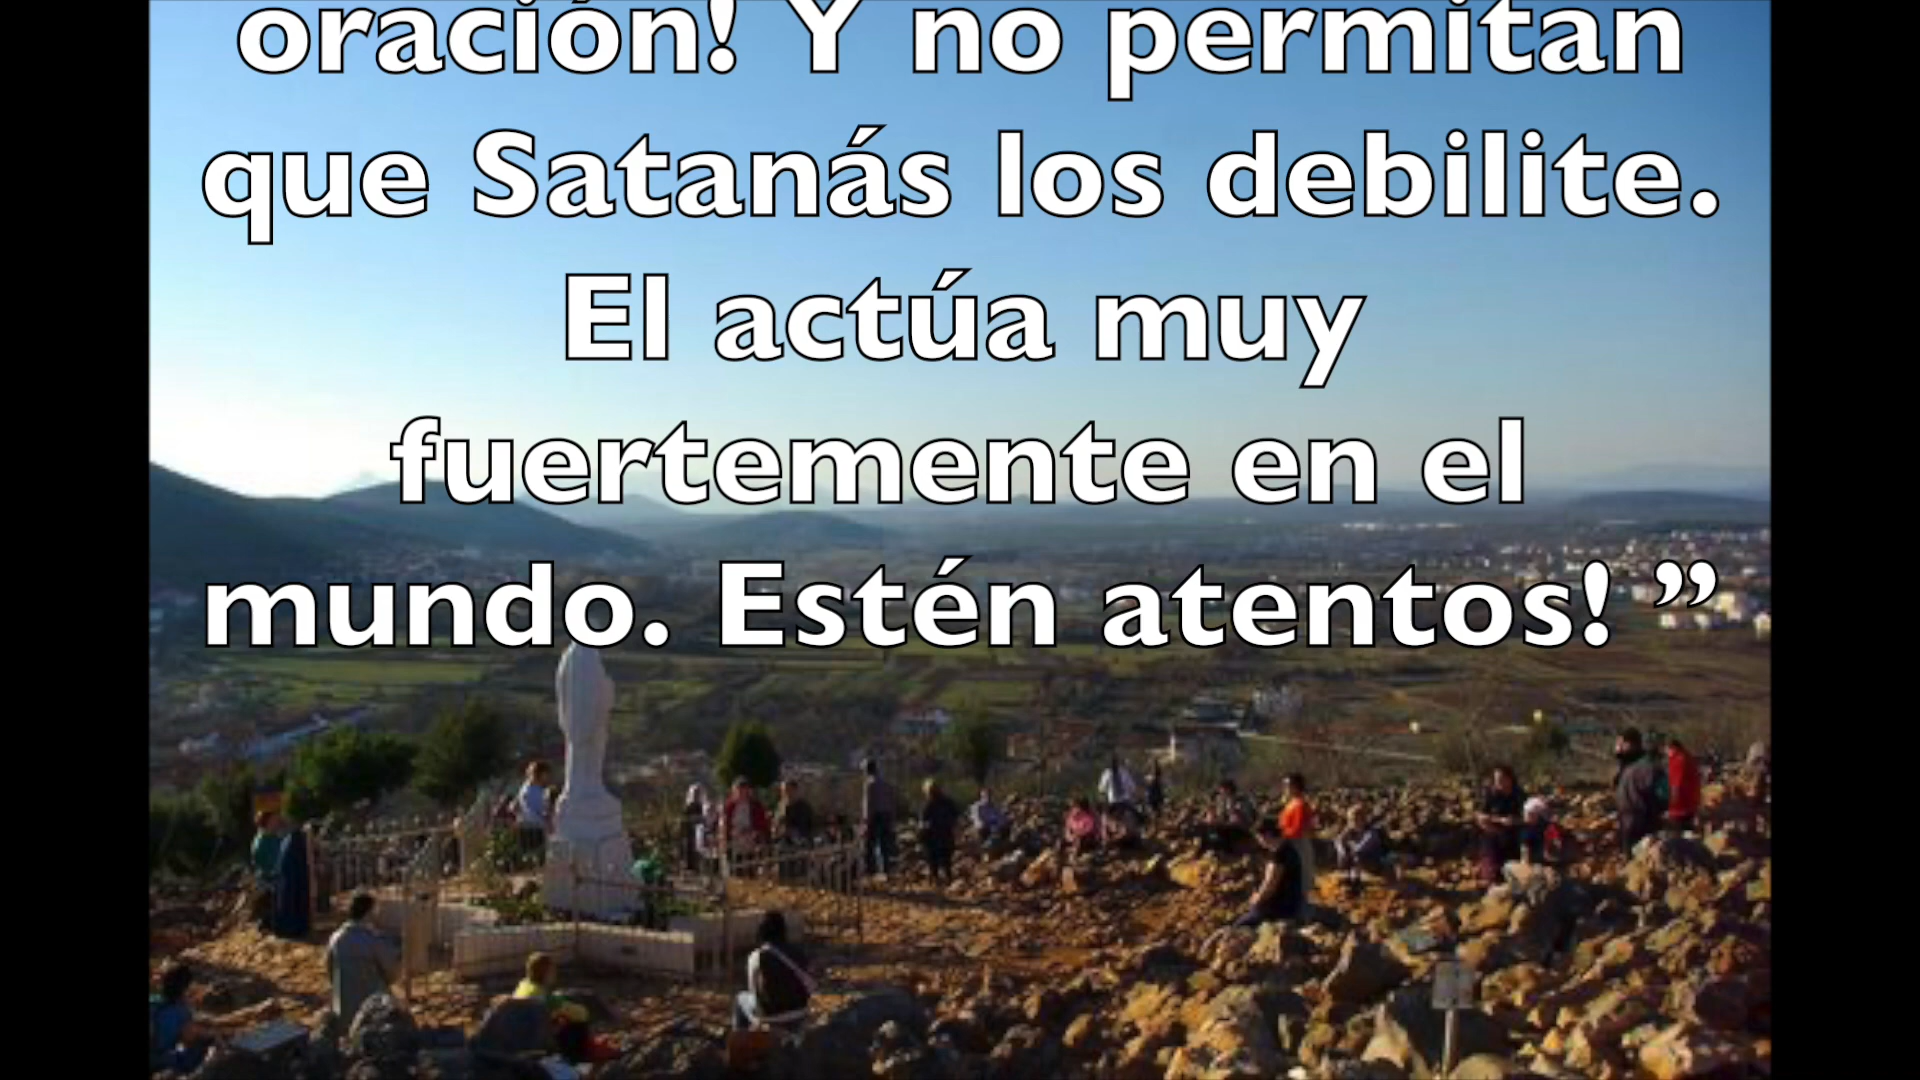 oración! Y no permitan
que Satanás los debilite.
El actúa muy
fuertemente en el
mundo. Estén atentos! ”